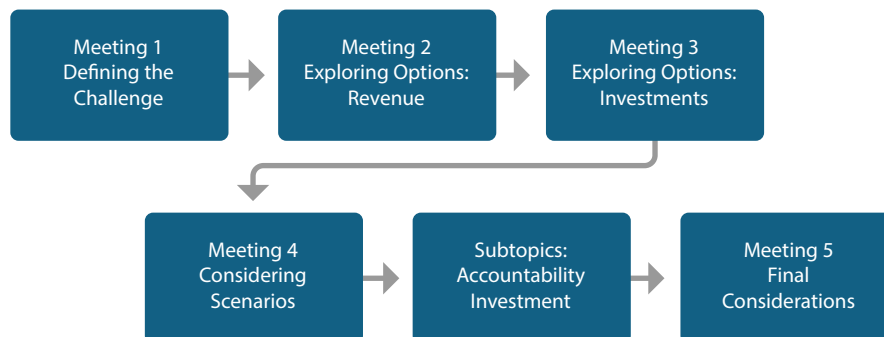 Meeting 1
Defining the
Challenge
Meeting 2
Exploring Options:
Revenue
Meeting 3
Exploring Options:
Investments
Meeting 4
Considering
Scenarios
Subtopics:
Accountability
Investment
Meeting 5
Final
Considerations